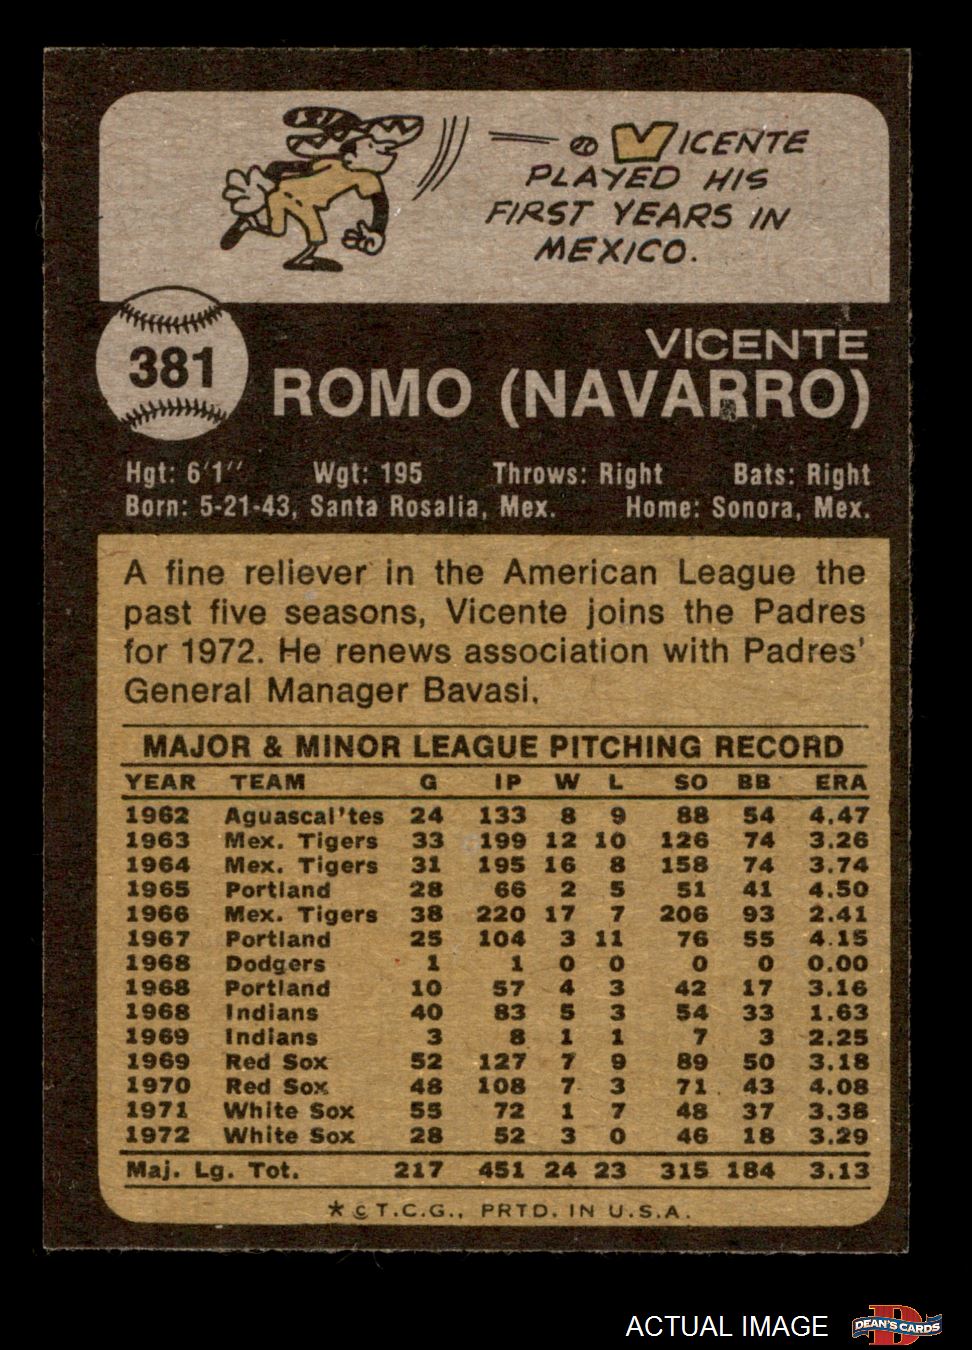 VICENTE
PLAYED HIS
FIRST YEARS IN
MEXICO.
381
VICENTE
ROMO (NAVARRO)
Hgt: 6'1'' Wgt: 195 Throws: Right Bats: Right
Born: 5-21-43, Santa Rosalia, Mex. Home: Sonora, Mex.
A fine reliever in the American League the
past five seasons, Vicente joins the Padres
for 1972. He renews association with Padres'
General Manager Bavasi.
MAJOR & MINOR LEAGUE PITCHING RECORD
YEAR TEAM G IP W L SO BB ERA
1962 Aguascal'tes 24 133 8 9 88 54 4.47
1963 Mex. Tigers 33 199 12 10 126 74 3.26
1964 Mex. Tigers 31 195 16 8 158 74 3.74
1965 Portland 28 66 2 5 51 41 4.50
1966 Mex. Tigers 38 220 17 7 206 93 2.41
1967 Portland 25 104 3 11 76 55 4.15
1968 Dodgers 1 1 0 0 0 0 0.00
1968 Portland 10 57 4 3 42 17 3.16
1968 Indians 40 83 5 3 54 33 1.63
1969 Indians 3 8 1 1 7 3 2.25
1969 Red Sox 52 127 7 9 89 50 3.18
1970 Red Sox 48 108 7 3 71 43 4.08
1971 White Sox 55 72 1 7 48 37 3.38
1972 White Sox 28 52 3 0 46 18 3.29
Maj. Lg. Tot. 217 451 24 23 315 184 3.13
* © T.C.G., PRTD. IN U.S.A.
ACTUAL IMAGE
D
DEAN'S CARDS